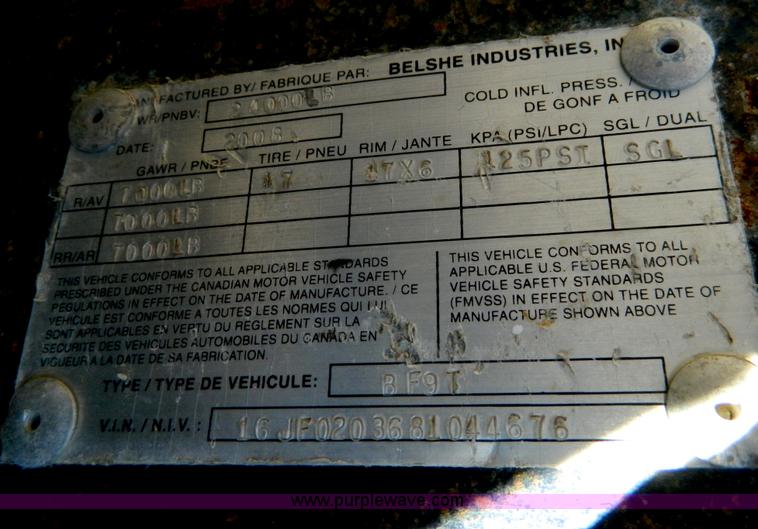 MANUFACTURED BY/ FABRIQUE PAR: BELSHE INDUSTRIES, IN
WR/PNBV: 24000LB
COLD INFL. PRESS.
DE GONF A FROID
DATE: 2008
GAWR / PNBE TIRE / PNEU RIM / JANTE KPA (PSI/LPC) SGL / DUAL
R/AV 7000LB 17 17X6 125PST SGL
7000LB
RR/AR 7000LB
THIS VEHICLE CONFORMS TO ALL APPLICABLE STANDARDS
PRESCRIBED UNDER THE CANADIAN MOTOR VEHICLE SAFETY
REGULATIONS IN EFFECT ON THE DATE OF MANUFACTURE. / CE
VEHICULE EST CONFORME A TOUTES LES NORMES QUI LUI
SONT APPLICABLES EN VERTU DU REGLEMENT SUR LA
SECURITE DES VEHICULES AUTOMOBILES DU CANADA EN
VIGUEUR A LA DATE DE SA FABRICATION.
THIS VEHICLE CONFORMS TO ALL
APPLICABLE U.S. FEDERAL MOTOR
VEHICLE SAFETY STANDARDS
(FMVSS) IN EFFECT ON THE DATE OF
MANUFACTURE SHOWN ABOVE
TYPE / TYPE DE VEHICULE: BF9T
V.I.N. / N.I.V. : 16JF0203681044676
www.purplewave.com